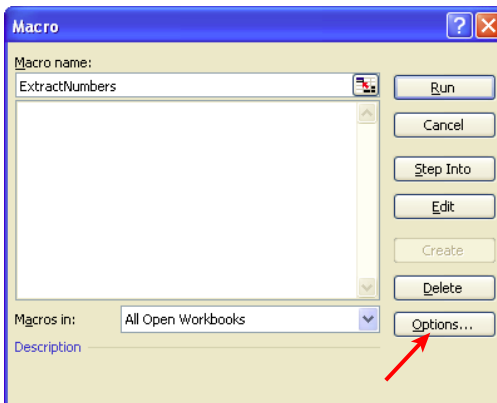 Macro
Macro name:
ExtractNumbers
Run
Cancel
Step Into
Edit
Create
Delete
Macros in:
All Open Workbooks
Options...
Description